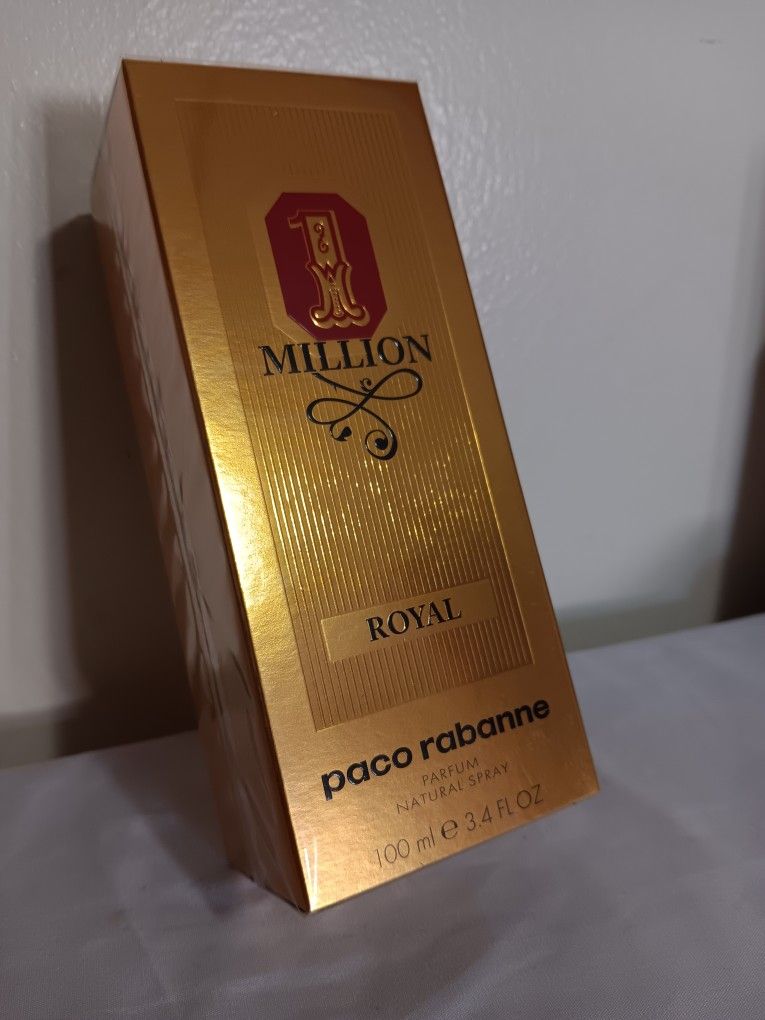 1
MILLION
ROYAL
paco rabanne
PARFUM
NATURAL SPRAY
100 ml e 3.4 FL OZ